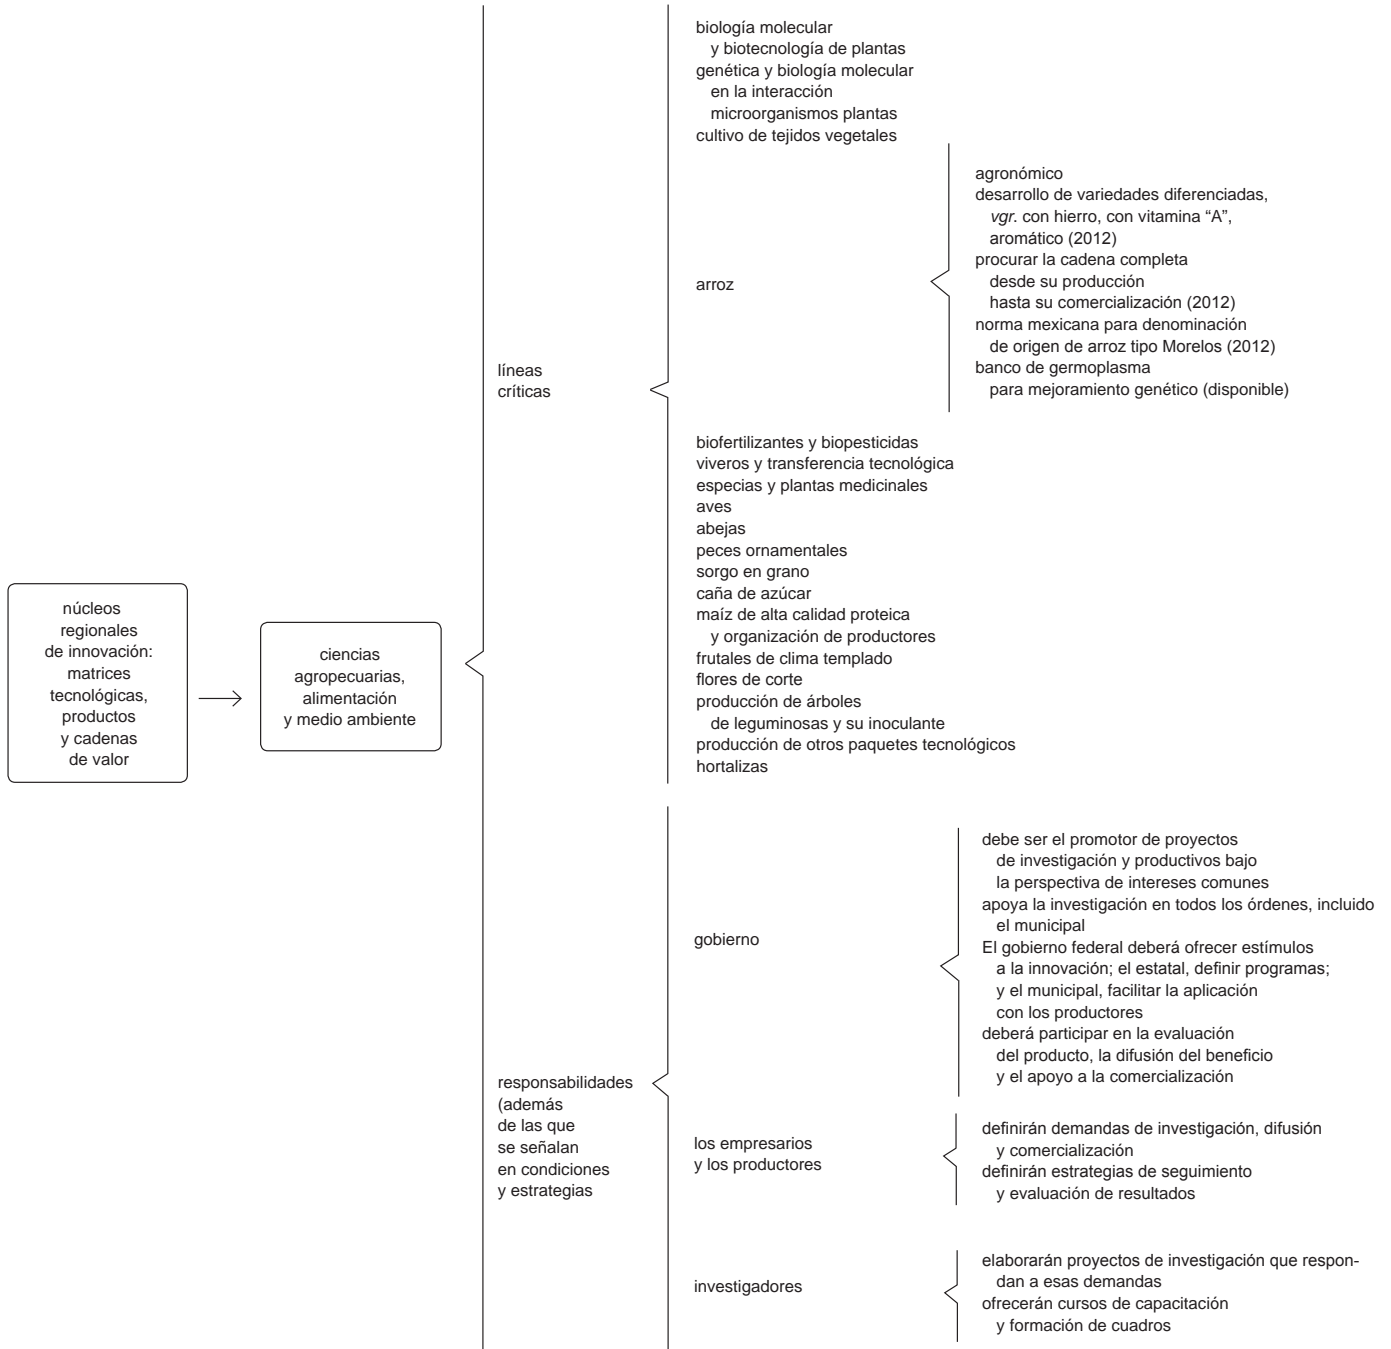 núcleos
regionales
de innovación:
matrices
tecnológicas,
productos
y cadenas
de valor
ciencias
agropecuarias,
alimentación
y medio ambiente
líneas
críticas
biología molecular
y biotecnología de plantas
genética y biología molecular
en la interacción
microorganismos plantas
cultivo de tejidos vegetales
arroz
agronómico
desarrollo de variedades diferenciadas,
vgr. con hierro, con vitamina “A”,
aromático (2012)
procurar la cadena completa
desde su producción
hasta su comercialización (2012)
norma mexicana para denominación
de origen de arroz tipo Morelos (2012)
banco de germoplasma
para mejoramiento genético (disponible)
biofertilizantes y biopesticidas
viveros y transferencia tecnológica
especias y plantas medicinales
aves
abejas
peces ornamentales
sorgo en grano
caña de azúcar
maíz de alta calidad proteica
y organización de productores
frutales de clima templado
flores de corte
producción de árboles
de leguminosas y su inoculante
producción de otros paquetes tecnológicos
hortalizas
responsabilidades
(además
de las que
se señalan
en condiciones
y estrategias
gobierno
debe ser el promotor de proyectos
de investigación y productivos bajo
la perspectiva de intereses comunes
apoya la investigación en todos los órdenes, incluido
el municipal
El gobierno federal deberá ofrecer estímulos
a la innovación; el estatal, definir programas;
y el municipal, facilitar la aplicación
con los productores
deberá participar en la evaluación
del producto, la difusión del beneficio
y el apoyo a la comercialización
los empresarios
y los productores
definirán demandas de investigación, difusión
y comercialización
definirán estrategias de seguimiento
y evaluación de resultados
investigadores
elaborarán proyectos de investigación que respon-
dan a esas demandas
ofrecerán cursos de capacitación
y formación de cuadros